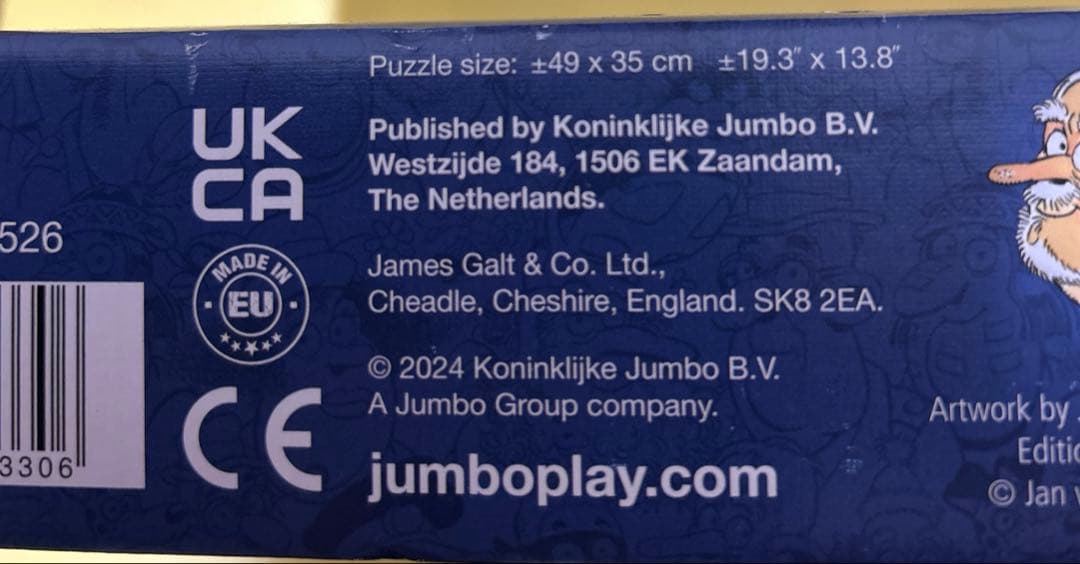 Puzzle size: ±49 x 35 cm ±19.3" x 13.8"
UK
CA
Published by Koninklijke Jumbo B.V.
Westzijde 184, 1506 EK Zaandam,
The Netherlands.
526
MADE IN
EU
James Galt & Co. Ltd.,
Cheadle, Cheshire, England. SK8 2EA.
© 2024 Koninklijke Jumbo B.V.
A Jumbo Group company.
CE
jumboplay.com
3306
Artwork by
© Jan